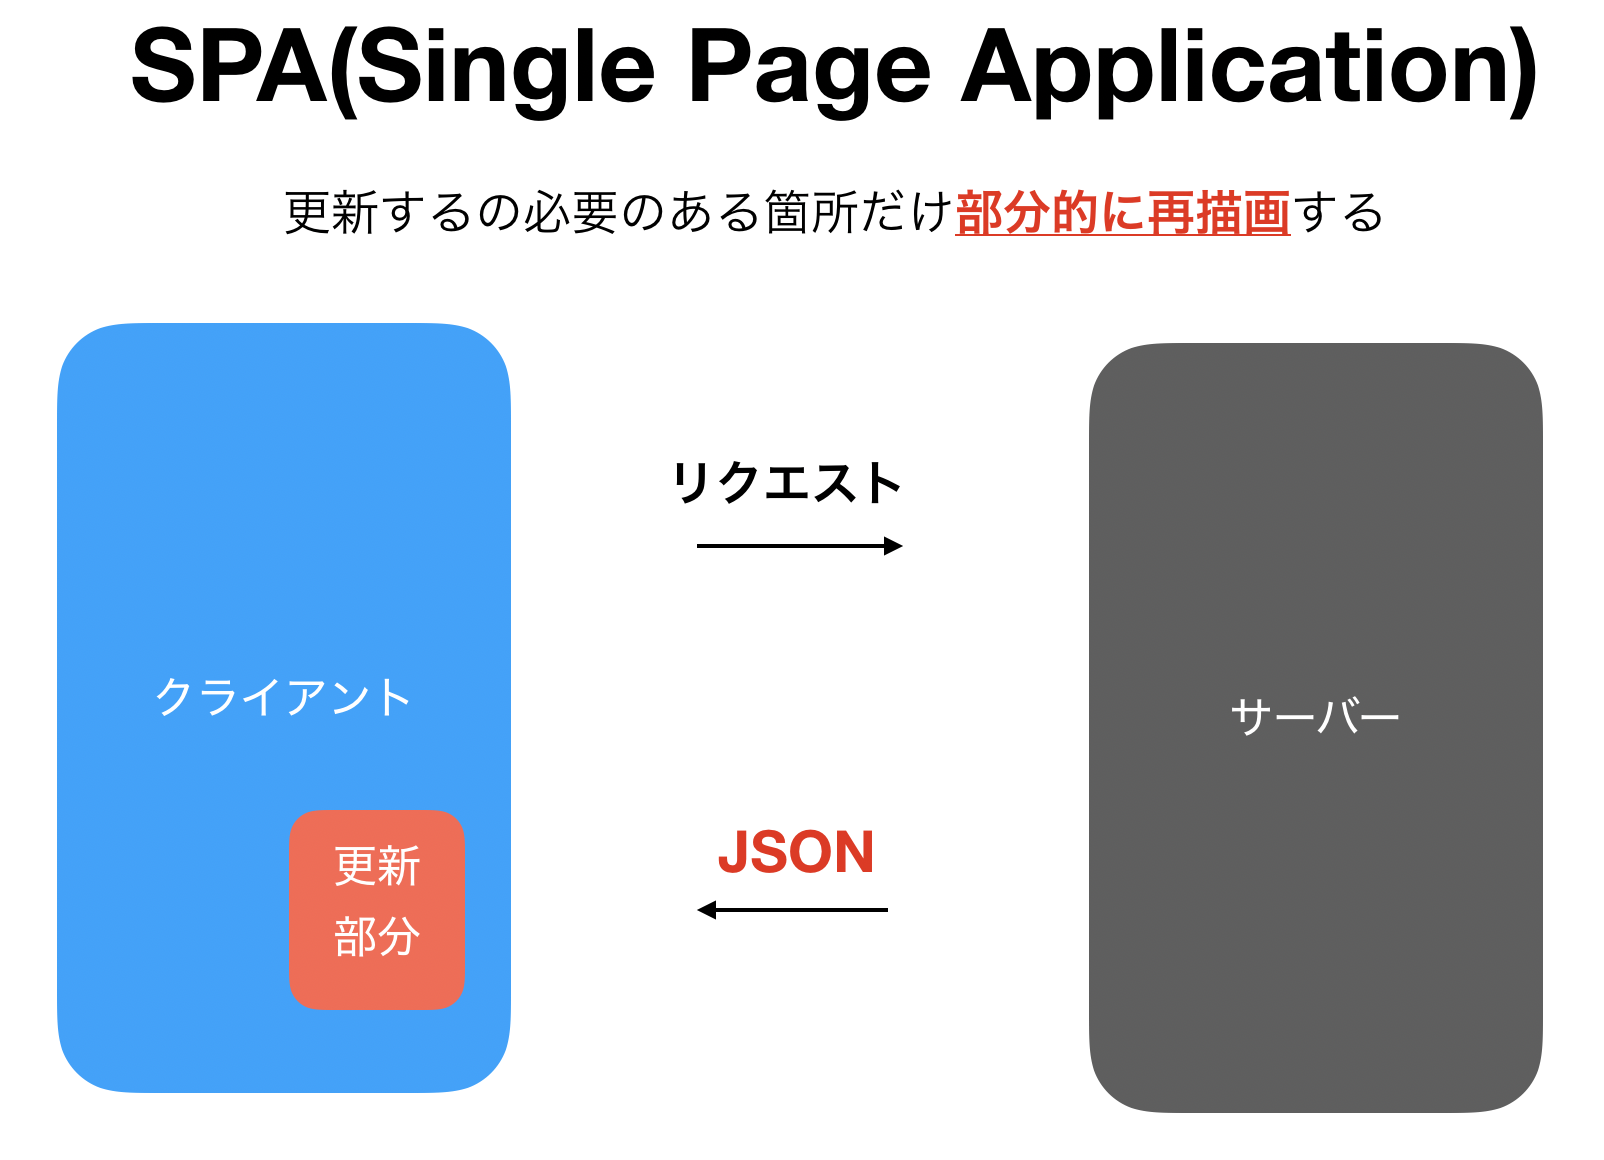 SPA(Single Page Application)
更新するの必要のある箇所だけ部分的に再描画する
リクエスト
クライアント
サーバー
JSON
更新
部分